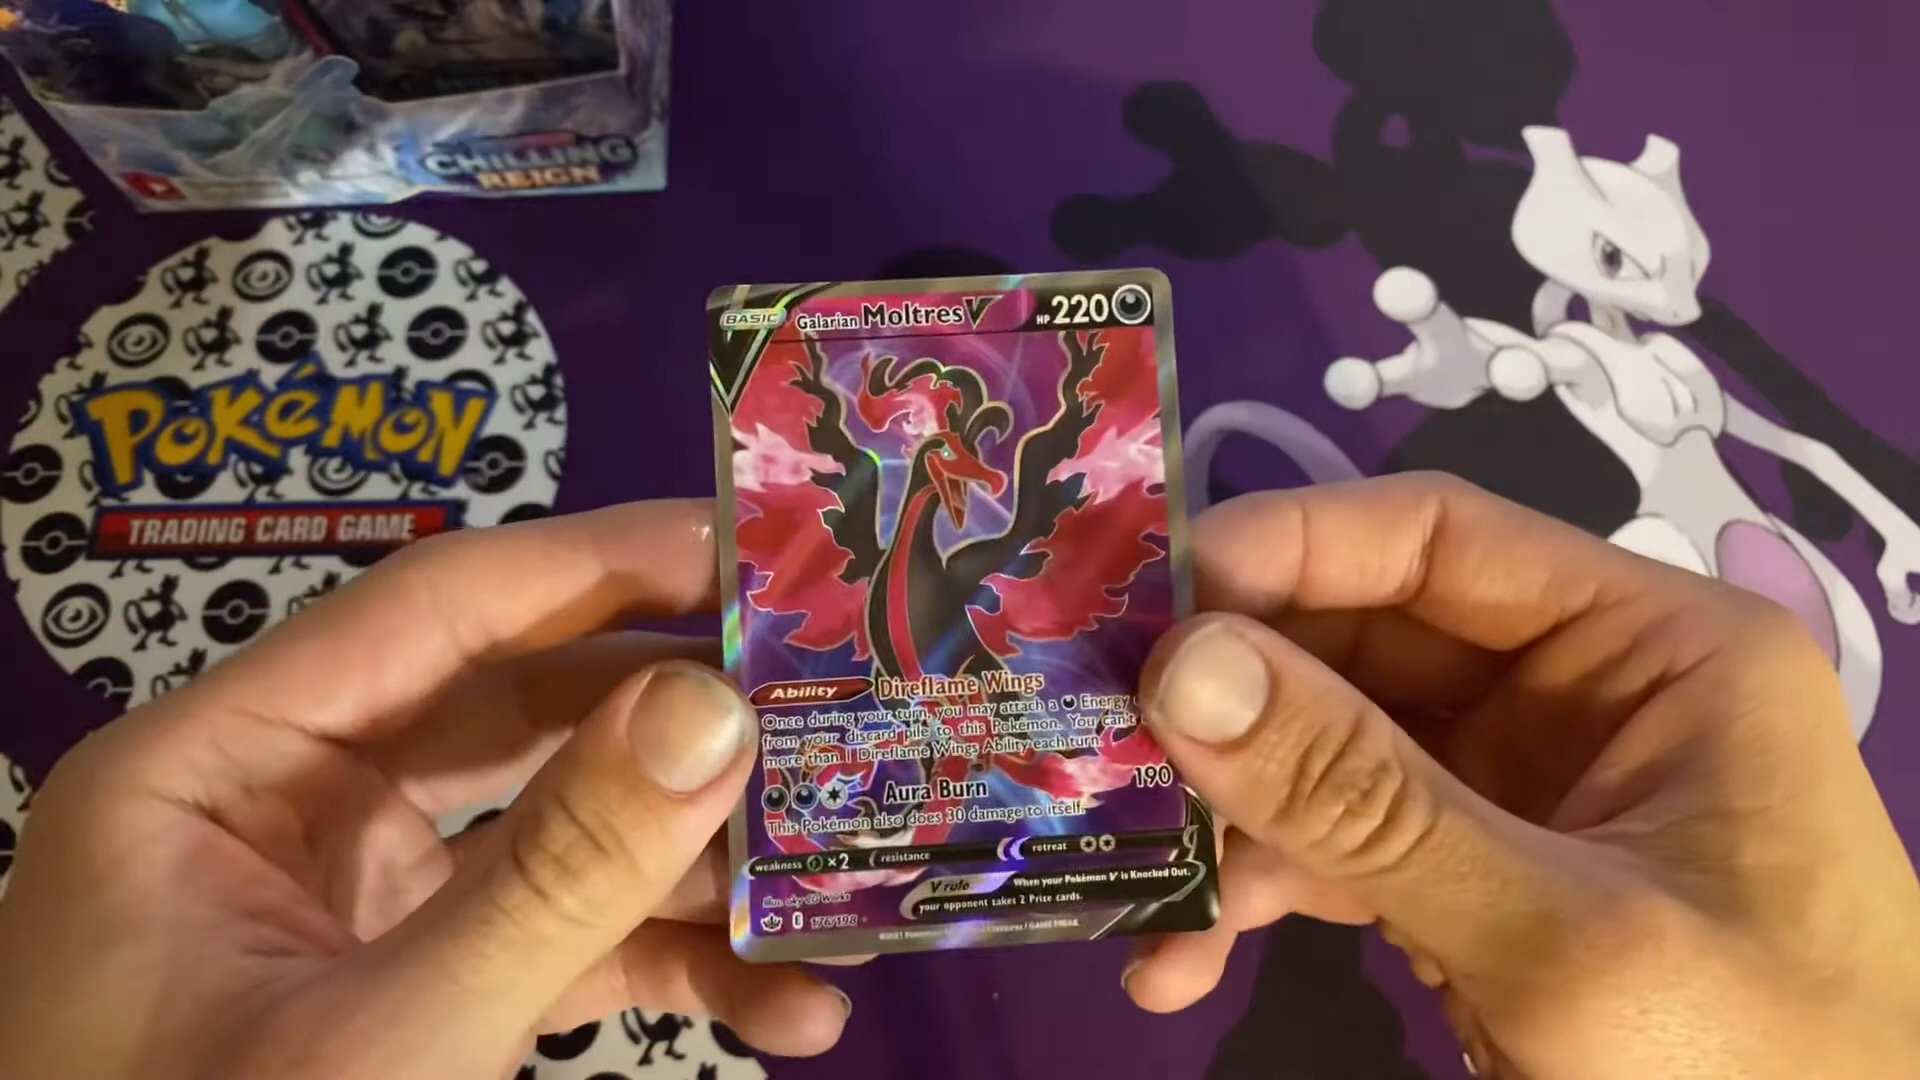 CHILLING
REIGN
POKéMON
TRADING CARD GAME
BASIC
Galarian Moltres V
HP 220
Ability Direflame Wings
Once during your turn, you may attach a Energy
from your discard pile to this Pokémon. You can't
more than 1 Direflame Wings Ability each turn.
Aura Burn 190
This Pokémon also does 30 damage to itself.
weakness ×2 resistance retreat
V rule When your Pokémon V is Knocked Out,
your opponent takes 2 Prize cards.
E 176/198